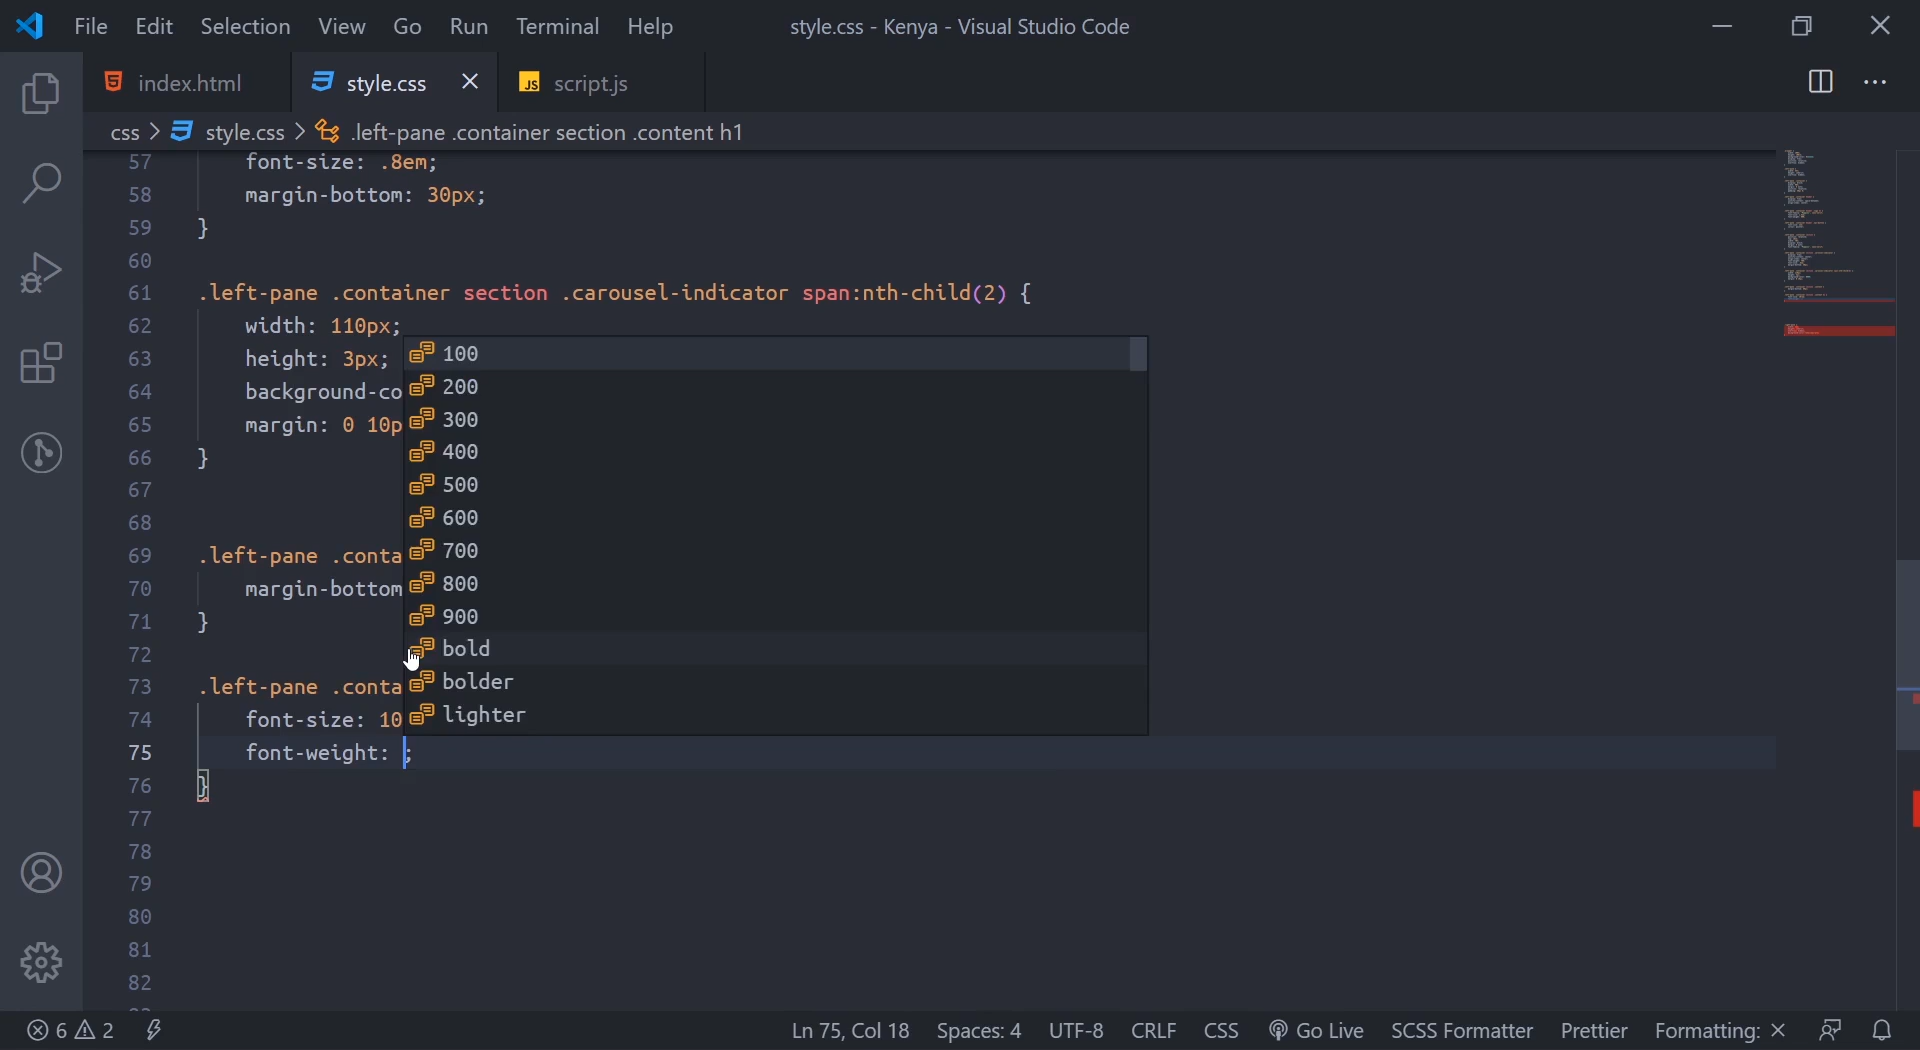 File Edit Selection View Go Run Terminal Help style.css - Kenya - Visual Studio Code
index.html style.css JS script.js
css > style.css > .left-pane .container section .content h1
57 font-size: .8em;
58 margin-bottom: 30px;
59 }
60
61 .left-pane .container section .carousel-indicator span:nth-child(2) {
62 width: 110px;
63 height: 3px;
64 background-co
65 margin: 0 10p
66 }
67
68
69 .left-pane .conta
70 margin-bottom
71 }
72
73 .left-pane .conta
74 font-size: 10
75 font-weight: ;
76 }
77
78
79
80
81
82
100
200
300
400
500
600
700
800
900
bold
bolder
lighter
6 2 Ln 75, Col 18 Spaces: 4 UTF-8 CRLF CSS Go Live SCSS Formatter Prettier Formatting: ×